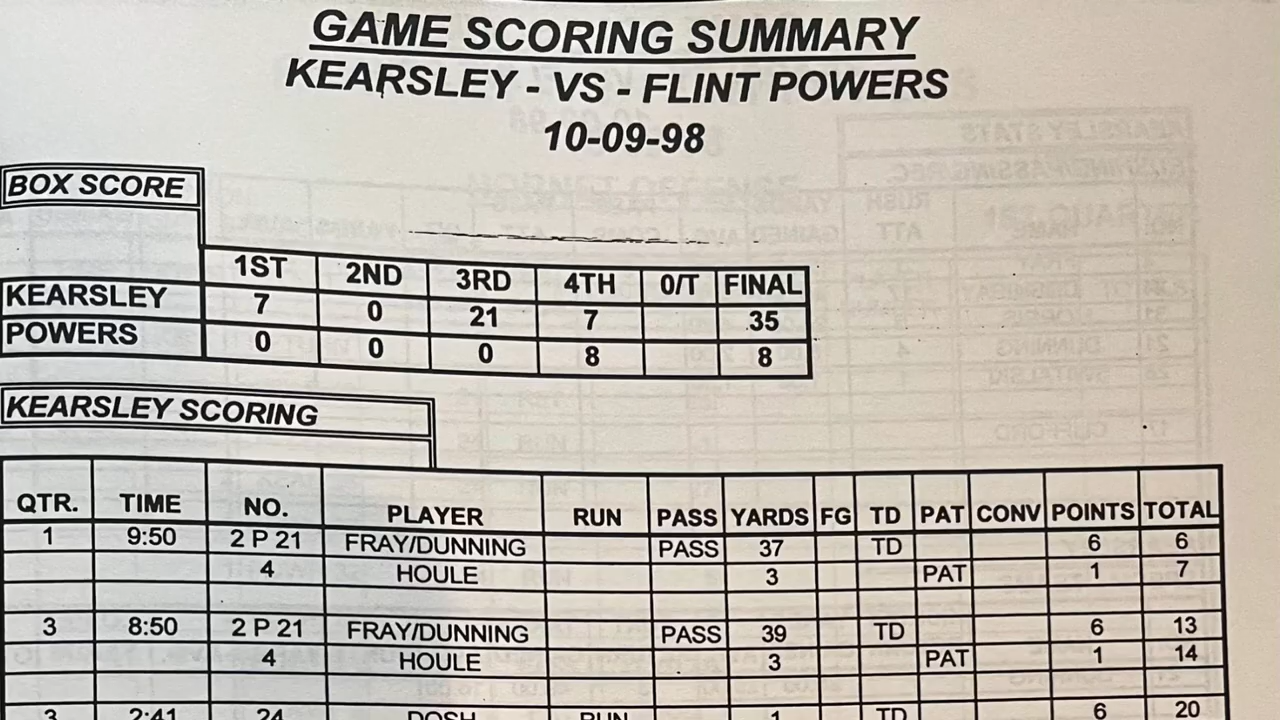 GAME SCORING SUMMARY
KEARSLEY - VS - FLINT POWERS
10-09-98
BOX SCORE
1ST 2ND 3RD 4TH 0/T FINAL
KEARSLEY 7 0 21 7 35
POWERS 0 0 0 8 8
KEARSLEY SCORING
QTR. TIME NO. PLAYER RUN PASS YARDS FG TD PAT CONV POINTS TOTAL
1 9:50 2 P 21 FRAY/DUNNING PASS 37 TD 6 6
4 HOULE 3 PAT 1 7
3 8:50 2 P 21 FRAY/DUNNING PASS 39 TD 6 13
4 HOULE 3 PAT 1 14
3 2:41 24 DOSH RUN 1 TD 6 20